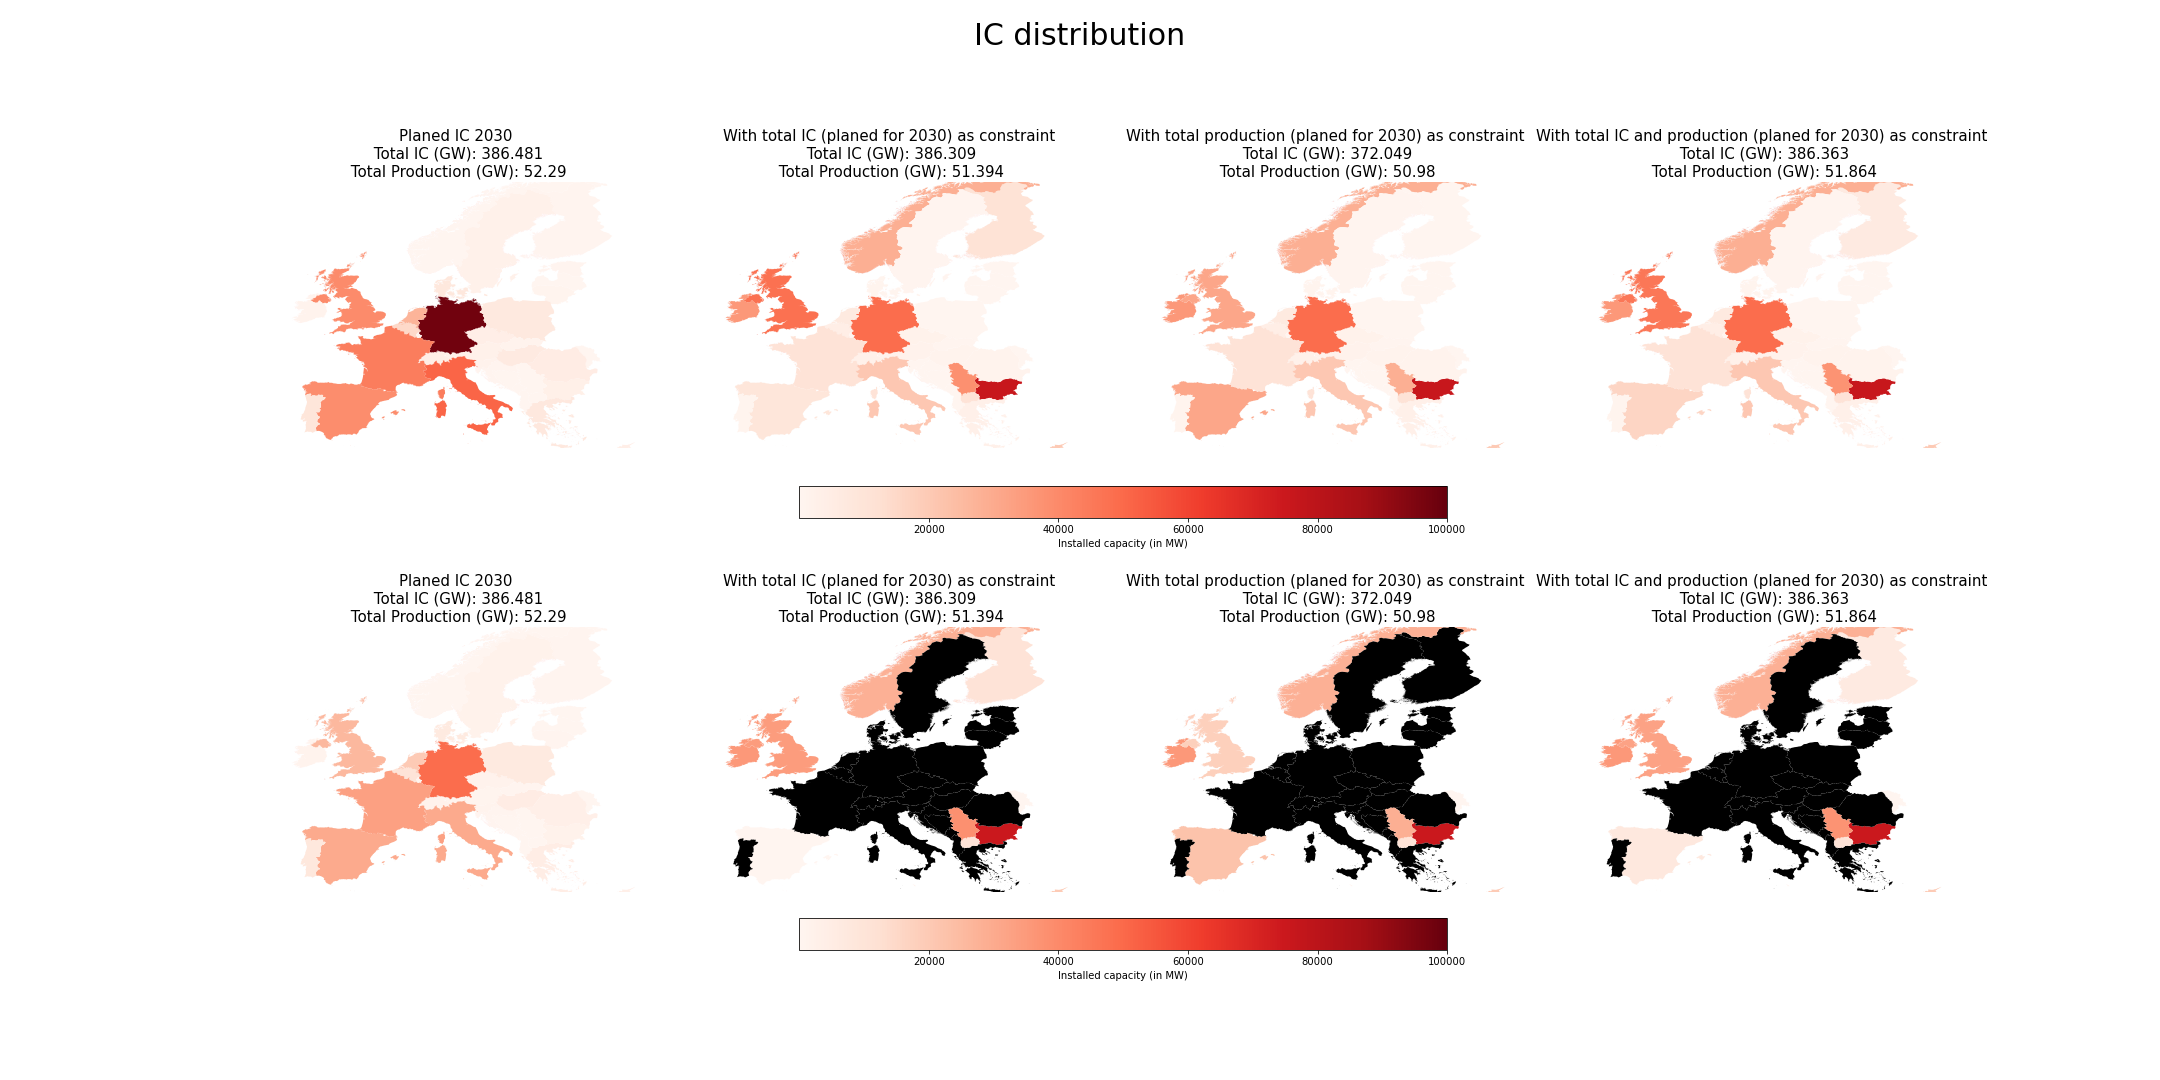 IC distribution
Planed IC 2030
Total IC (GW): 386.481
Total Production (GW): 52.29
With total IC (planed for 2030) as constraint
Total IC (GW): 386.309
Total Production (GW): 51.394
With total production (planed for 2030) as constraint
Total IC (GW): 372.049
Total Production (GW): 50.98
With total IC and production (planed for 2030) as constraint
Total IC (GW): 386.363
Total Production (GW): 51.864
20000 40000 60000 80000 100000
Installed capacity (in MW)
Planed IC 2030
Total IC (GW): 386.481
Total Production (GW): 52.29
With total IC (planed for 2030) as constraint
Total IC (GW): 386.309
Total Production (GW): 51.394
With total production (planed for 2030) as constraint
Total IC (GW): 372.049
Total Production (GW): 50.98
With total IC and production (planed for 2030) as constraint
Total IC (GW): 386.363
Total Production (GW): 51.864
20000 40000 60000 80000 100000
Installed capacity (in MW)